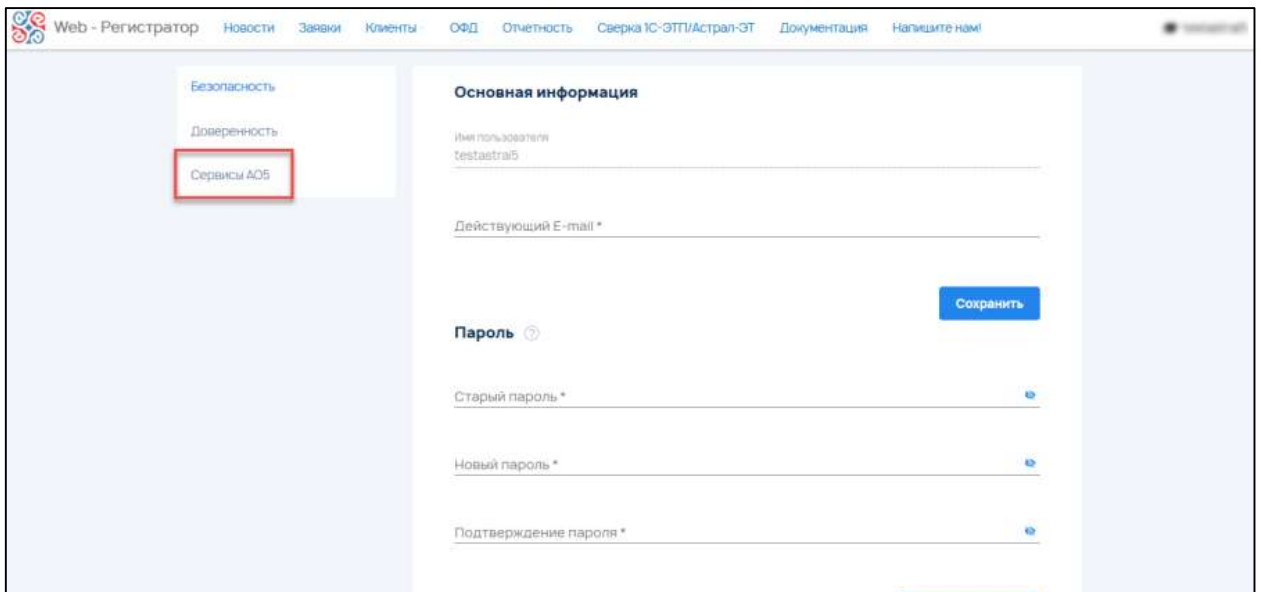 Web - Регистратор Новости Заявки Клиенты ОФД Отчетность Сверка 1С-ЭТП/Астрал-ЭТ Документация Напишите нам!
Безопасность
Доверенность
Сервисы АО5
Основная информация
Имя пользователя
testastral5
Действующий E-mail *
Сохранить
Пароль
Старый пароль *
Новый пароль *
Подтверждение пароля *